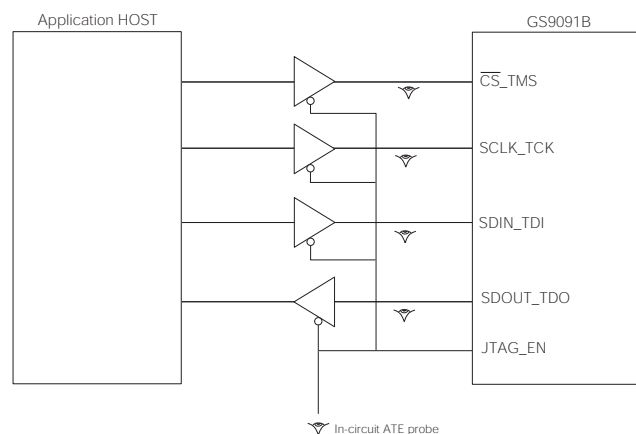 Application HOST
GS9091B
CS_TMS
SCLK_TCK
SDIN_TDI
SDOUT_TDO
JTAG_EN
In-circuit ATE probe